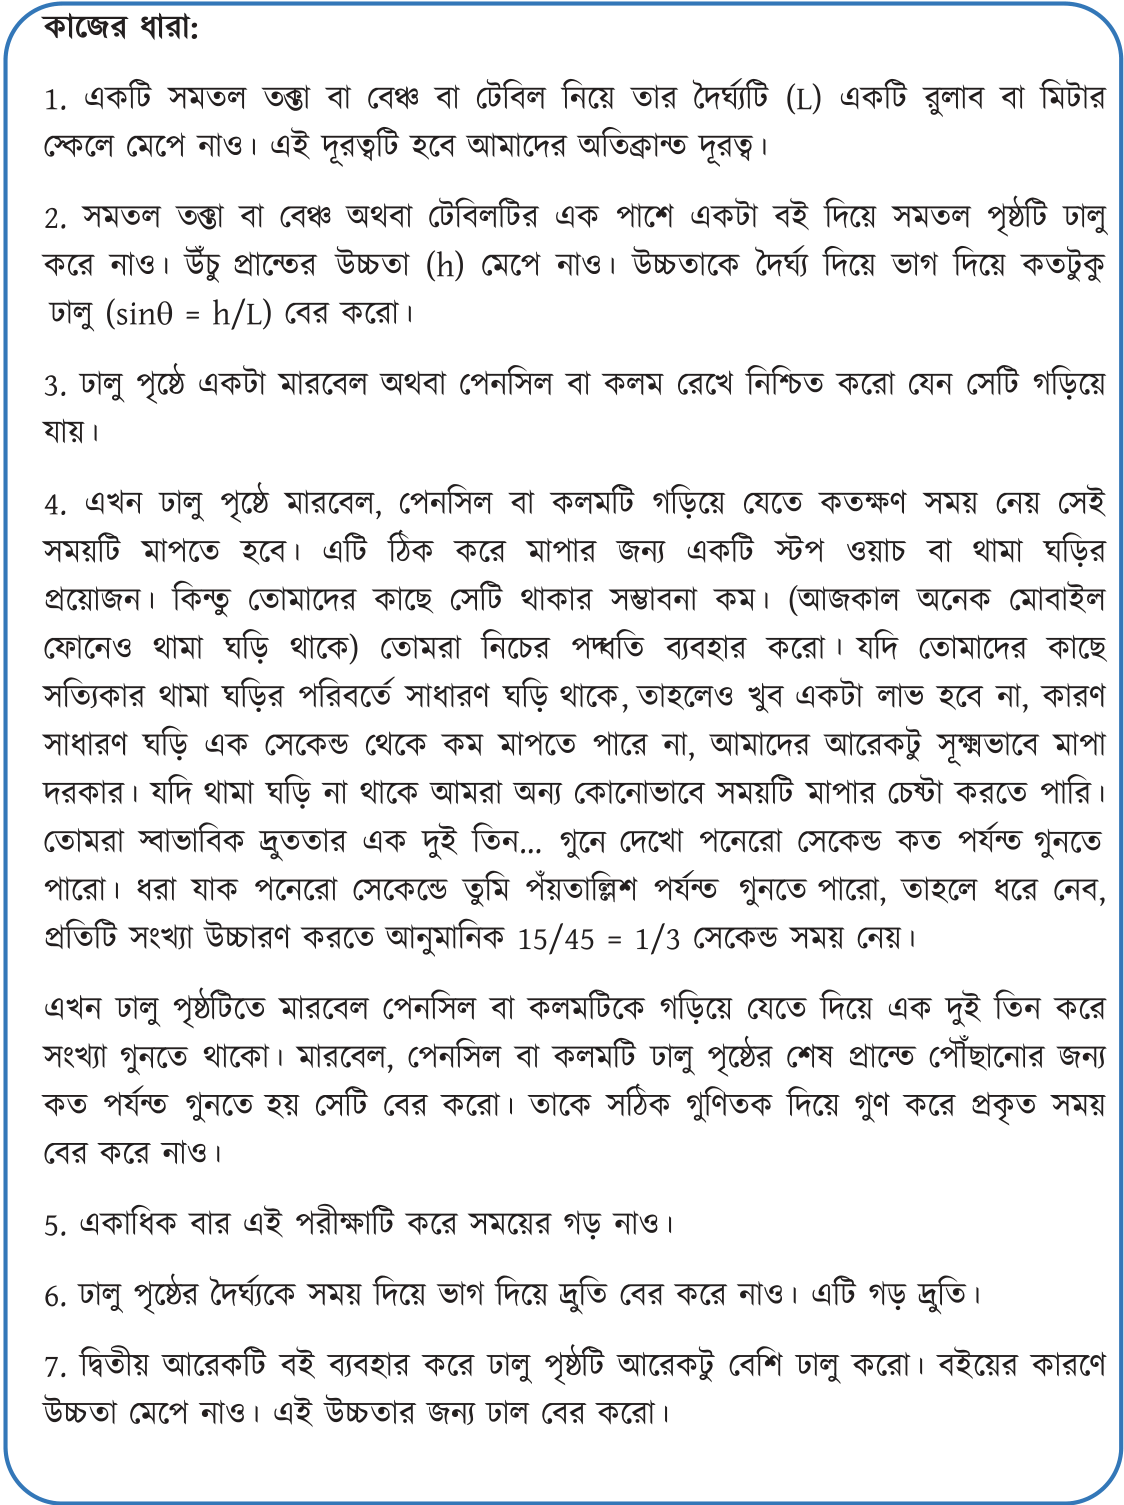 কাজের ধারা:
1. একটি সমতল তক্তা বা বেঞ্চ বা টেবিল নিয়ে তার দৈর্ঘ্যটি (L) একটি রুলাব বা মিটার
স্কেলে মেপে নাও। এই দূরত্বটি হবে আমাদের অতিক্রান্ত দূরত্ব।
2. সমতল তক্তা বা বেঞ্চ অথবা টেবিলটির এক পাশে একটা বই দিয়ে সমতল পৃষ্ঠটি ঢালু
করে নাও। উঁচু প্রান্তের উচ্চতা (h) মেপে নাও। উচ্চতাকে দৈর্ঘ্য দিয়ে ভাগ দিয়ে কতটুকু
ঢালু (sinθ = h/L) বের করো।
3. ঢালু পৃষ্ঠে একটা মারবেল অথবা পেনসিল বা কলম রেখে নিশ্চিত করো যেন সেটি গড়িয়ে
যায়।
4. এখন ঢালু পৃষ্ঠে মারবেল, পেনসিল বা কলমটি গড়িয়ে যেতে কতক্ষণ সময় নেয় সেই
সময়টি মাপতে হবে। এটি ঠিক করে মাপার জন্য একটি স্টপ ওয়াচ বা থামা ঘড়ির
প্রয়োজন। কিন্তু তোমাদের কাছে সেটি থাকার সম্ভাবনা কম। (আজকাল অনেক মোবাইল
ফোনেও থামা ঘড়ি থাকে) তোমরা নিচের পদ্ধতি ব্যবহার করো। যদি তোমাদের কাছে
সত্যিকার থামা ঘড়ির পরিবর্তে সাধারণ ঘড়ি থাকে, তাহলেও খুব একটা লাভ হবে না, কারণ
সাধারণ ঘড়ি এক সেকেন্ড থেকে কম মাপতে পারে না, আমাদের আরেকটু সূক্ষ্মভাবে মাপা
দরকার। যদি থামা ঘড়ি না থাকে আমরা অন্য কোনোভাবে সময়টি মাপার চেষ্টা করতে পারি।
তোমরা স্বাভাবিক দ্রুততার এক দুই তিন... গুনে দেখো পনেরো সেকেন্ড কত পর্যন্ত গুনতে
পারো। ধরা যাক পনেরো সেকেন্ডে তুমি পঁয়তাল্লিশ পর্যন্ত গুনতে পারো, তাহলে ধরে নেব,
প্রতিটি সংখ্যা উচ্চারণ করতে আনুমানিক 15/45 = 1/3 সেকেন্ড সময় নেয়।
এখন ঢালু পৃষ্ঠটিতে মারবেল পেনসিল বা কলমটিকে গড়িয়ে যেতে দিয়ে এক দুই তিন করে
সংখ্যা গুনতে থাকো। মারবেল, পেনসিল বা কলমটি ঢালু পৃষ্ঠের শেষ প্রান্তে পৌঁছানোর জন্য
কত পর্যন্ত গুনতে হয় সেটি বের করো। তাকে সঠিক গুণিতক দিয়ে গুণ করে প্রকৃত সময়
বের করে নাও।
5. একাধিক বার এই পরীক্ষাটি করে সময়ের গড় নাও।
6. ঢালু পৃষ্ঠের দৈর্ঘ্যকে সময় দিয়ে ভাগ দিয়ে দ্রুতি বের করে নাও। এটি গড় দ্রুতি।
7. দ্বিতীয় আরেকটি বই ব্যবহার করে ঢালু পৃষ্ঠটি আরেকটু বেশি ঢালু করো। বইয়ের কারণে
উচ্চতা মেপে নাও। এই উচ্চতার জন্য ঢাল বের করো।